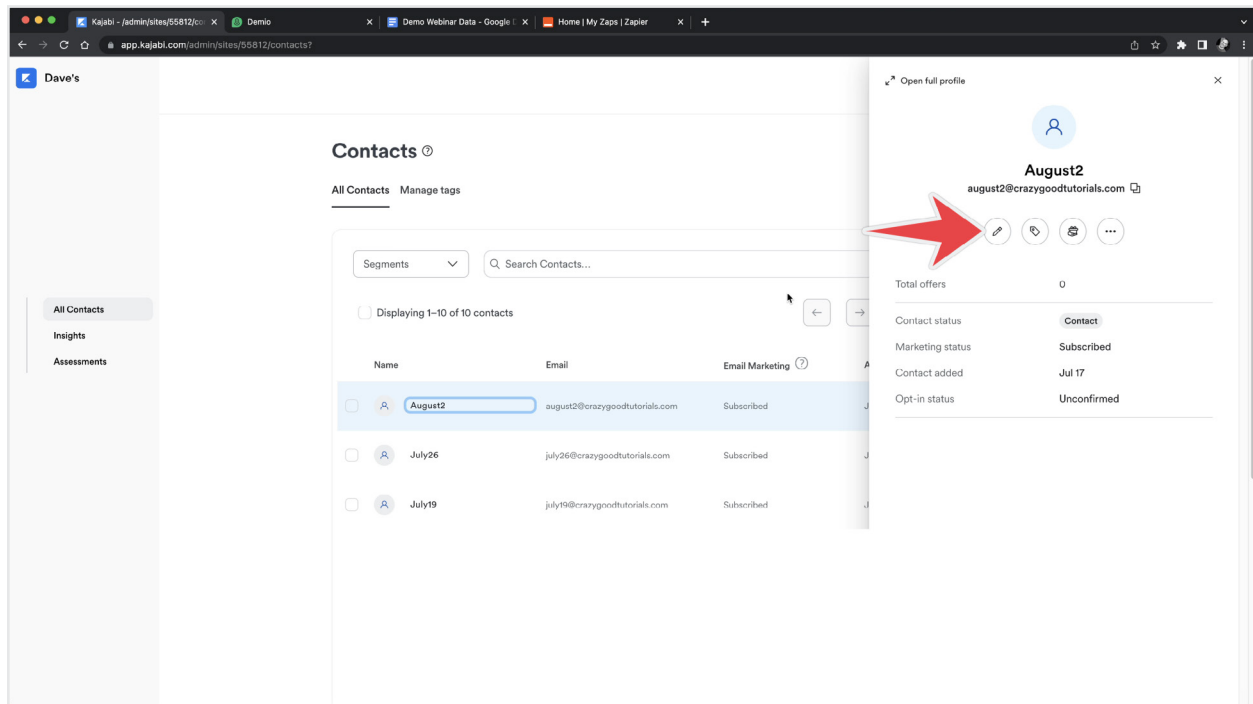 Kajabi - /admin/sites/55812/co
Demio
Demo Webinar Data - Google
Home | My Zaps | Zapier
app.kajabi.com/admin/sites/55812/contacts?
Dave's
All Contacts
Insights
Assessments
Contacts
All Contacts Manage tags
Segments
Search Contacts...
Displaying 1–10 of 10 contacts
Name Email Email Marketing A
August2 august2@crazygoodtutorials.com Subscribed J
July26 july26@crazygoodtutorials.com Subscribed J
July19 july19@crazygoodtutorials.com Subscribed J
Open full profile
August2
august2@crazygoodtutorials.com
Total offers 0
Contact status Contact
Marketing status Subscribed
Contact added Jul 17
Opt-in status Unconfirmed